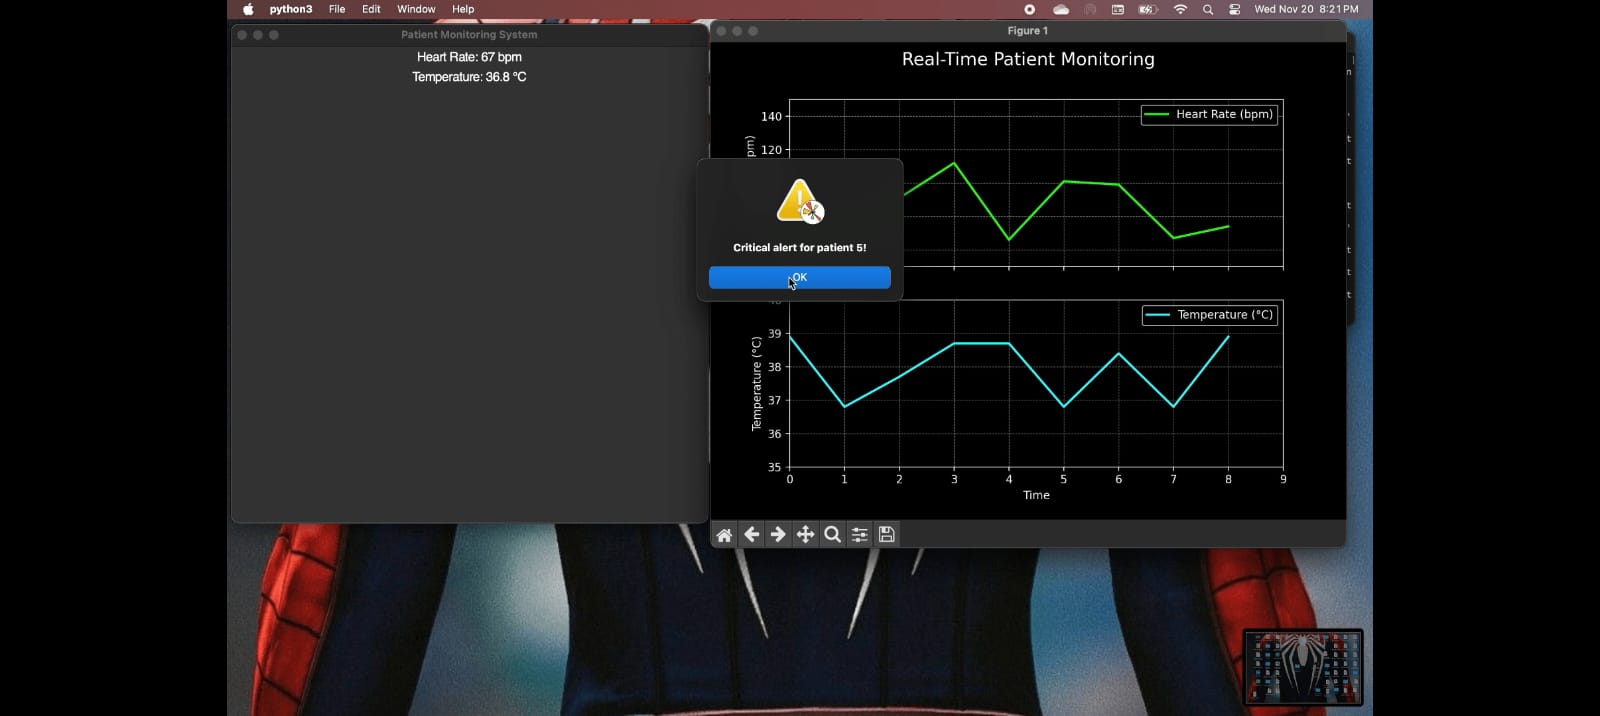 python3 File Edit Window Help
Wed Nov 20 8:21 PM
Patient Monitoring System
Heart Rate: 67 bpm
Temperature: 36.8 °C
Figure 1
Real-Time Patient Monitoring
140
120
pm)
Heart Rate (bpm)
Critical alert for patient 5!
OK
Temperature (°C)
39
38
37
36
35
Temperature (°C)
0 1 2 3 4 5 6 7 8 9
Time